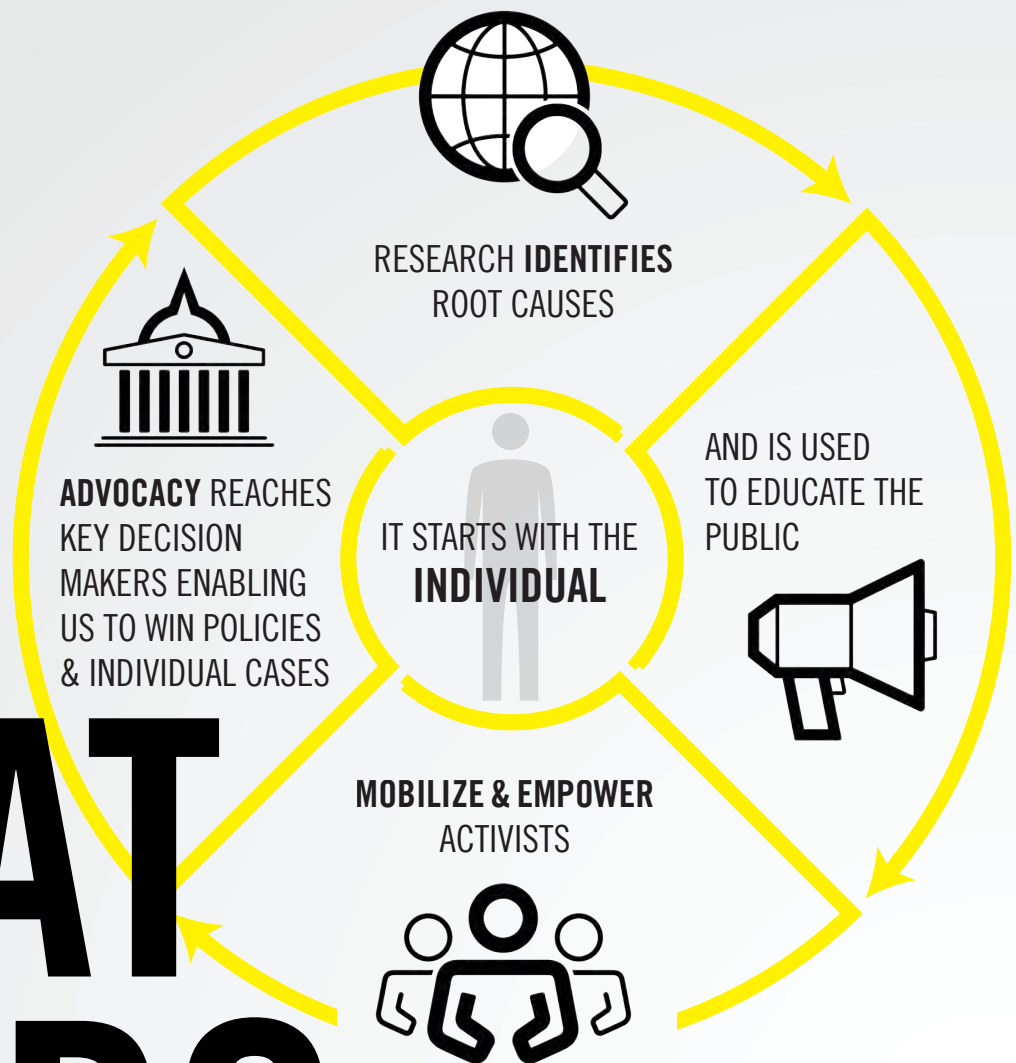 RESEARCH IDENTIFIES
ROOT CAUSES
AND IS USED
TO EDUCATE THE
PUBLIC
IT STARTS WITH THE
INDIVIDUAL
MOBILIZE & EMPOWER
ACTIVISTS
ADVOCACY REACHES
KEY DECISION
MAKERS ENABLING
US TO WIN POLICIES
& INDIVIDUAL CASES
AT